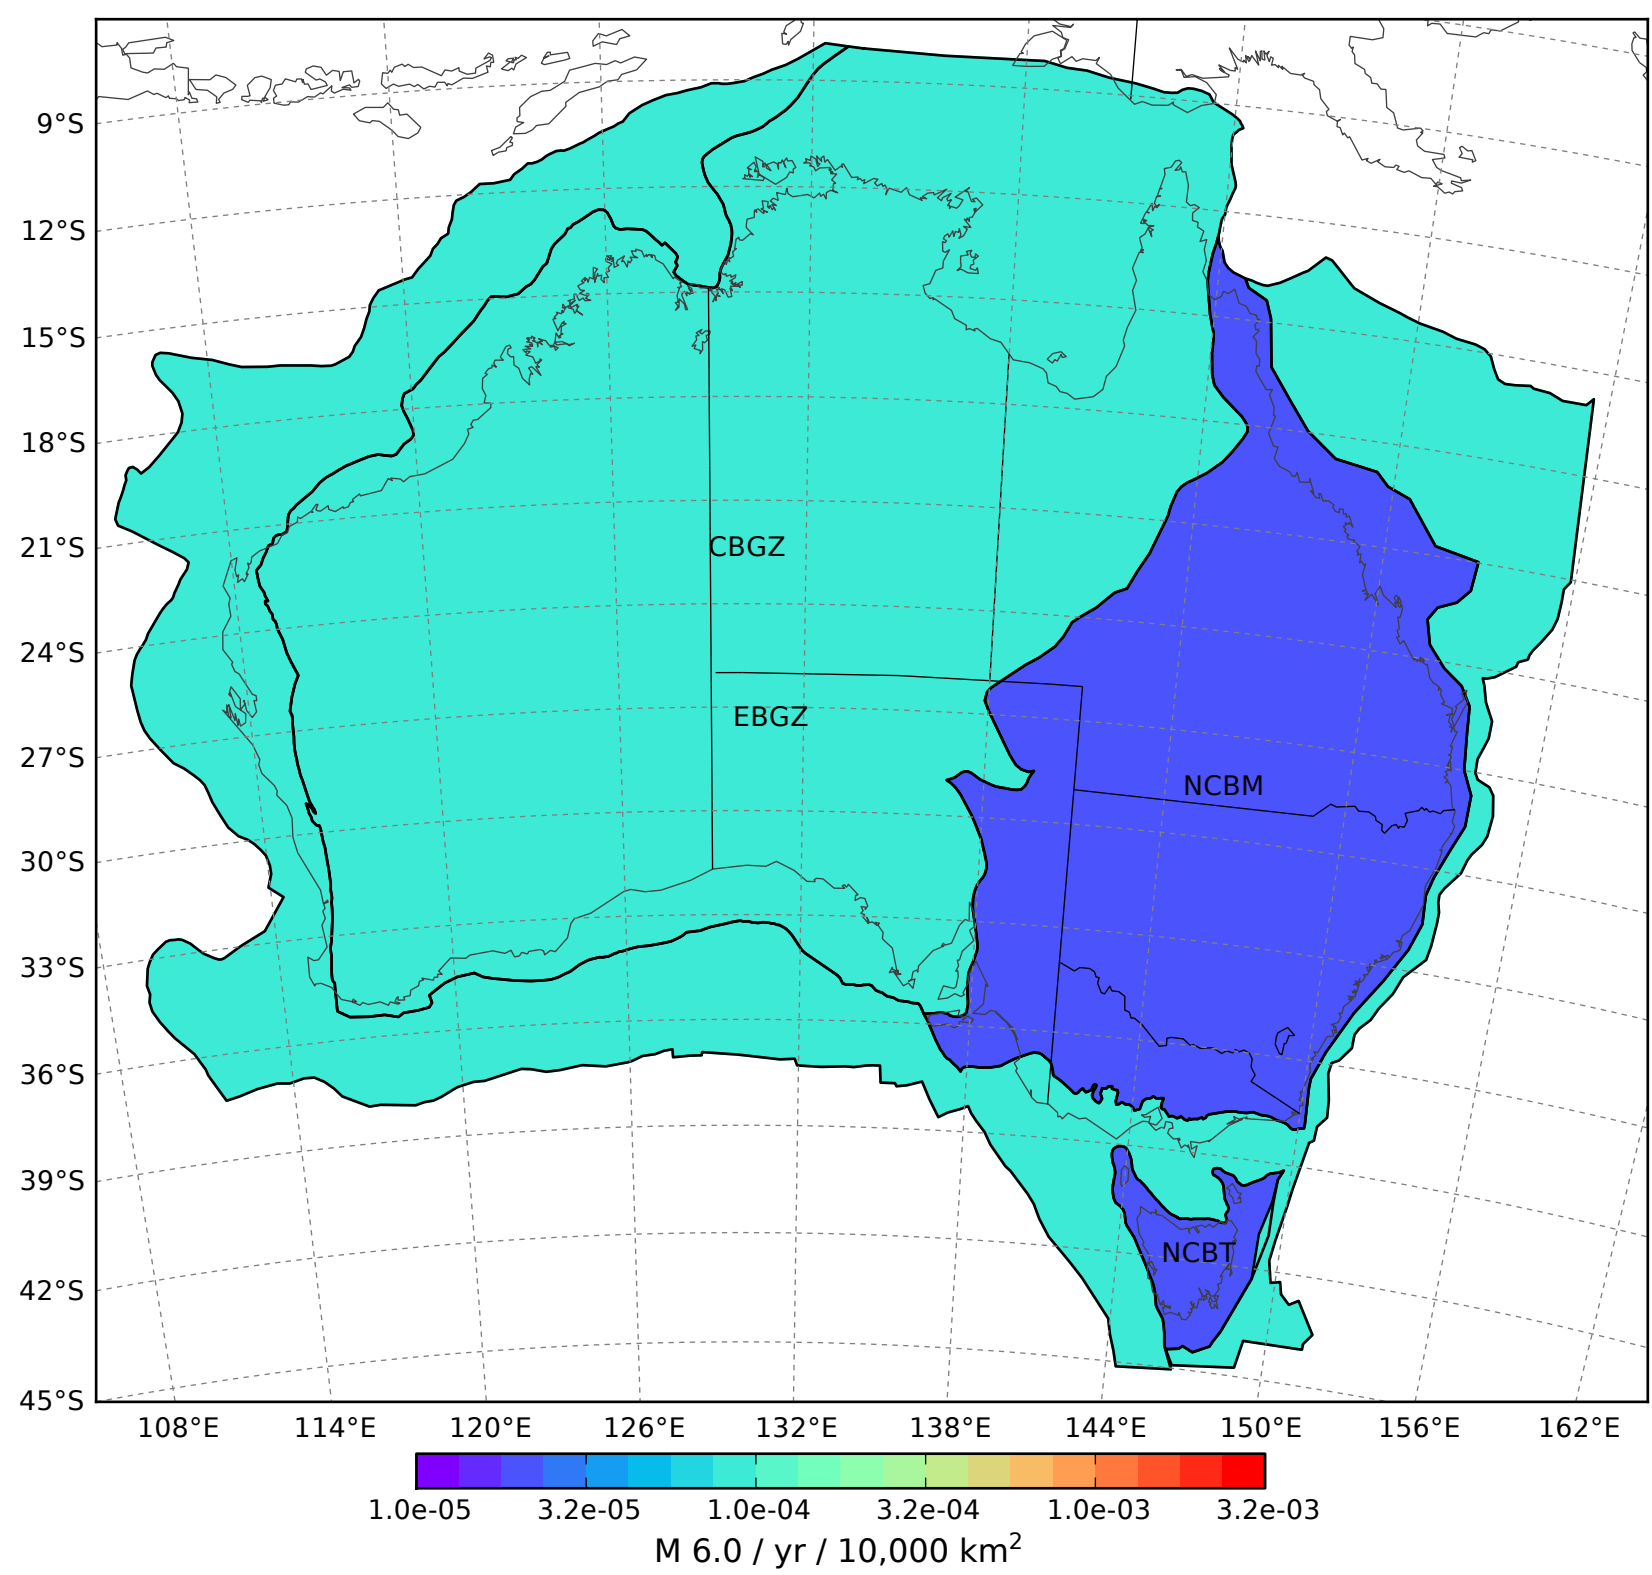 9°S
12°S
15°S
18°S
21°S
24°S
27°S
30°S
33°S
36°S
39°S
42°S
45°S
CBGZ
EBGZ
NCBM
NCBT
108°E 114°E 120°E 126°E 132°E 138°E 144°E 150°E 156°E 162°E
1.0e-05 3.2e-05 1.0e-04 3.2e-04 1.0e-03 3.2e-03
M 6.0 / yr / 10,000 km²